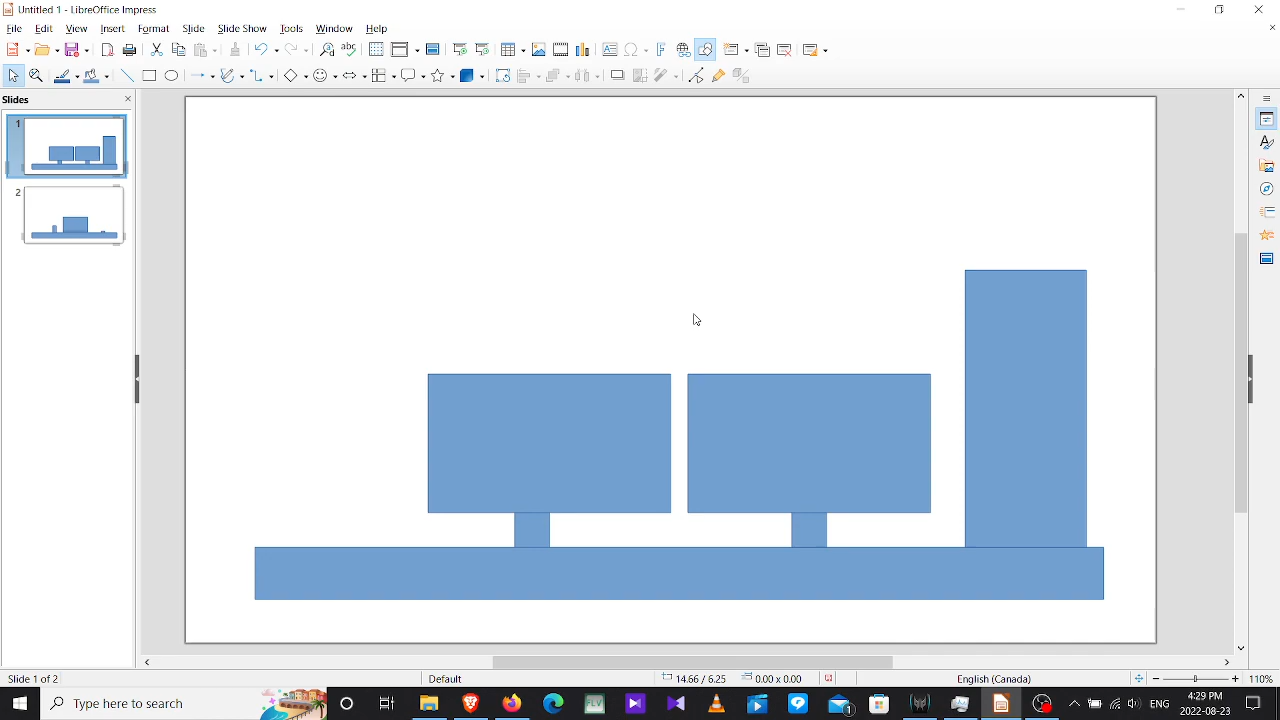 Untitled 1 - LibreOffice Impress
File Edit View Insert Format Slide Slide Show Tools Window Help
Slides
1
2
Slide 1 of 2 Default 14.66 / 6.25 0.00 x 0.00 English (Canada) 110%
Type here to search
FLV
1
ENG
4:29 PM
2022-08-23